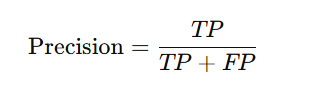 Precision = TP / TP + FP